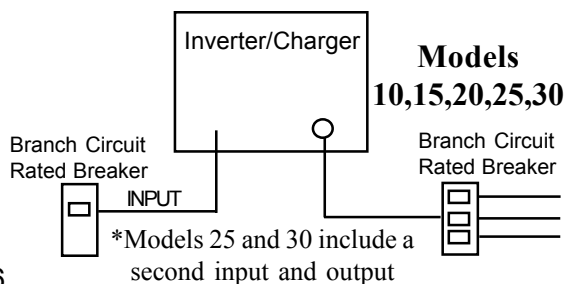 Inverter/Charger
Models
10,15,20,25,30
Branch Circuit
Rated Breaker
INPUT
Branch Circuit
Rated Breaker
*Models 25 and 30 include a
second input and output